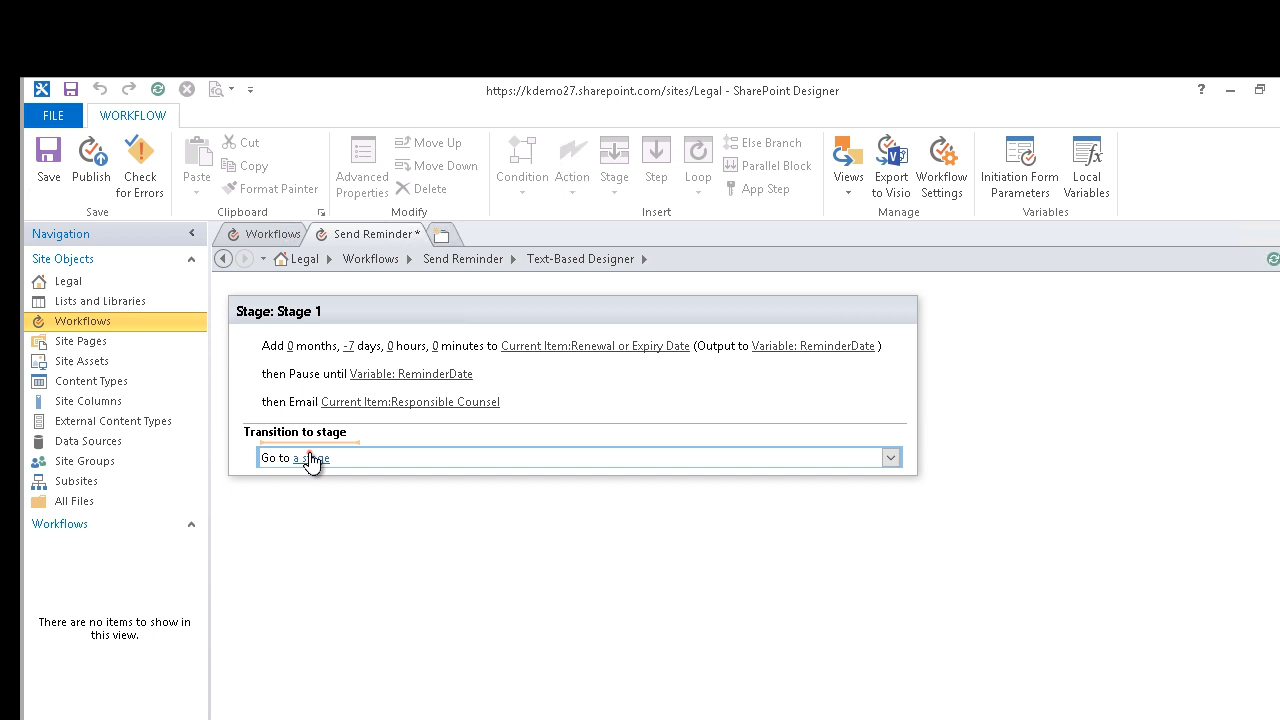 https://kdemo27.sharepoint.com/sites/Legal - SharePoint Designer
?
FILE
WORKFLOW
Save
Publish
Check for Errors
Save
Paste
Cut
Copy
Format Painter
Clipboard
Advanced Properties
Move Up
Move Down
Delete
Modify
Condition
Action
Stage
Step
Loop
Else Branch
Parallel Block
App Step
Insert
Views
Export to Visio
Workflow Settings
Manage
Initiation Form Parameters
Local Variables
Variables
Navigation
Workflows
Send Reminder *
Site Objects
Legal
Workflows
Send Reminder
Text-Based Designer
Legal
Lists and Libraries
Workflows
Site Pages
Site Assets
Content Types
Site Columns
External Content Types
Data Sources
Site Groups
Subsites
All Files
Workflows
There are no items to show in
this view.
Stage: Stage 1
Add 0 months, -7 days, 0 hours, 0 minutes to Current Item:Renewal or Expiry Date (Output to Variable: ReminderDate )
then Pause until Variable: ReminderDate
then Email Current Item:Responsible Counsel
Transition to stage
Go to a stage